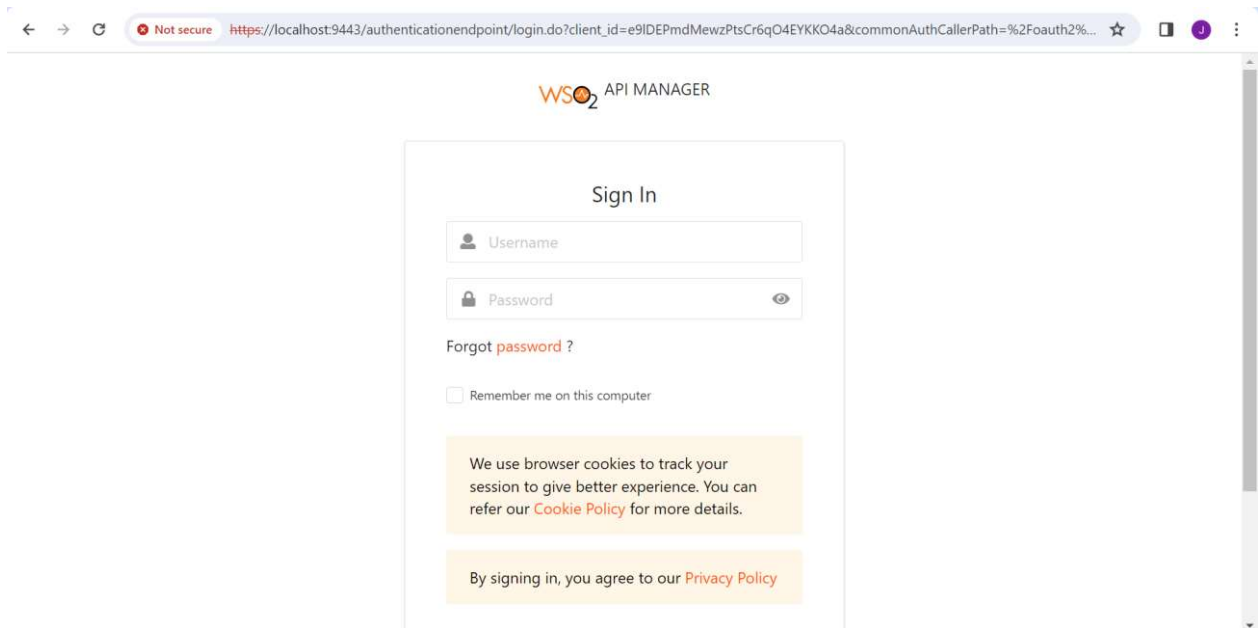 Not secure https://localhost:9443/authenticationendpoint/login.do?client_id=e9lDEPmdMewzPtsCr6qO4EYKKO4a&commonAuthCallerPath=%2Foauth2%...
J
WSO2 API MANAGER
Sign In
Username
Password
Forgot password ?
Remember me on this computer
We use browser cookies to track your
session to give better experience. You can
refer our Cookie Policy for more details.
By signing in, you agree to our Privacy Policy